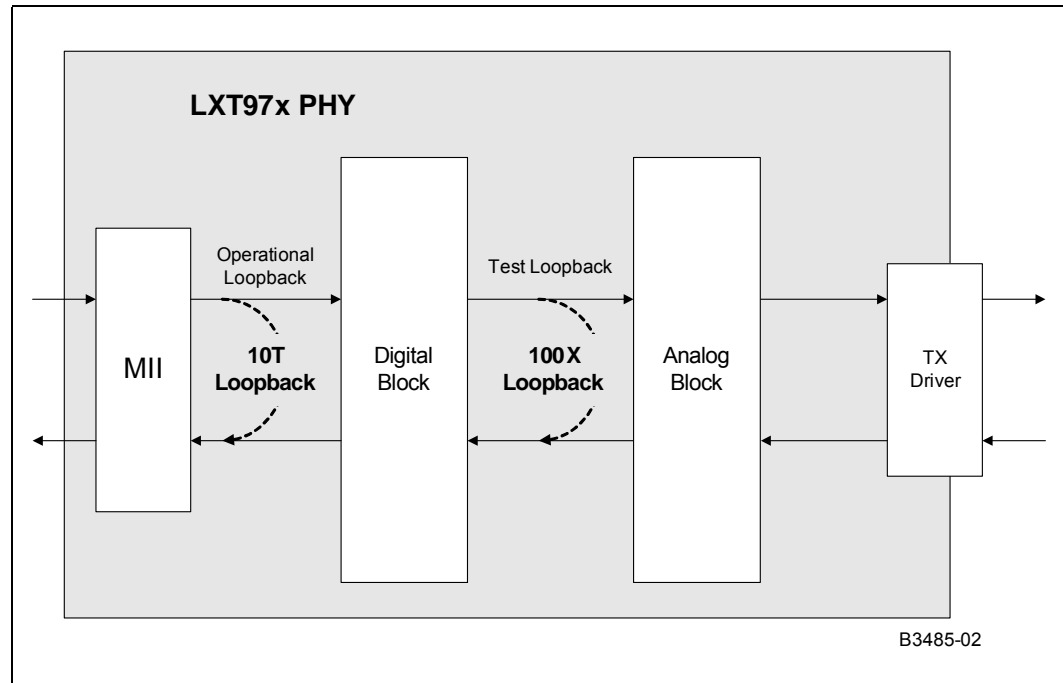 LXT97x PHY
Operational
Loopback
Test Loopback
10T
Loopback
100X
Loopback
MII
Digital
Block
Analog
Block
TX
Driver
B3485-02